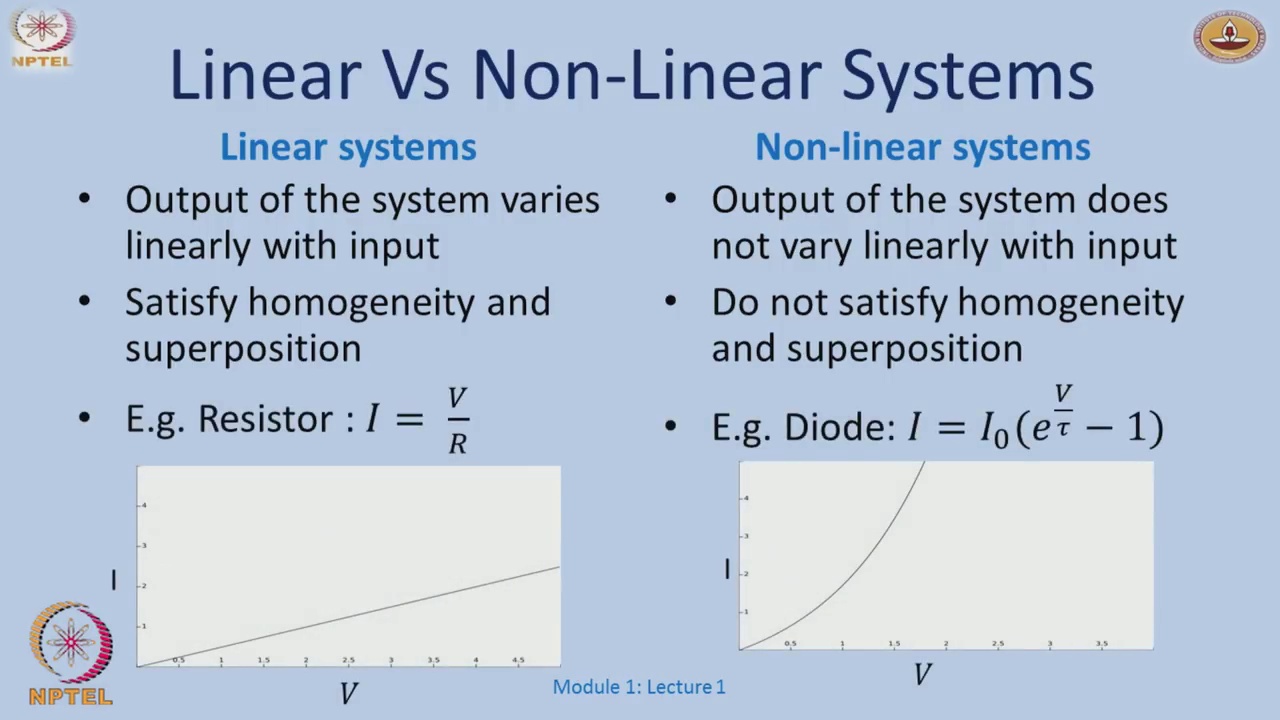 NPTEL
Linear Vs Non-Linear Systems
Linear systems
• Output of the system varies
linearly with input
• Satisfy homogeneity and
superposition
• E.g. Resistor : I = V/R
4
3
I
2
1
0.5 1 1.5 2 2.5 3 3.5 4 4.5
V
Non-linear systems
• Output of the system does
not vary linearly with input
• Do not satisfy homogeneity
and superposition
• E.g. Diode: I = I₀(e^(V/τ) − 1)
4
3
I
2
1
0.5 1 1.5 2 2.5 3 3.5
V
NPTEL
Module 1: Lecture 1